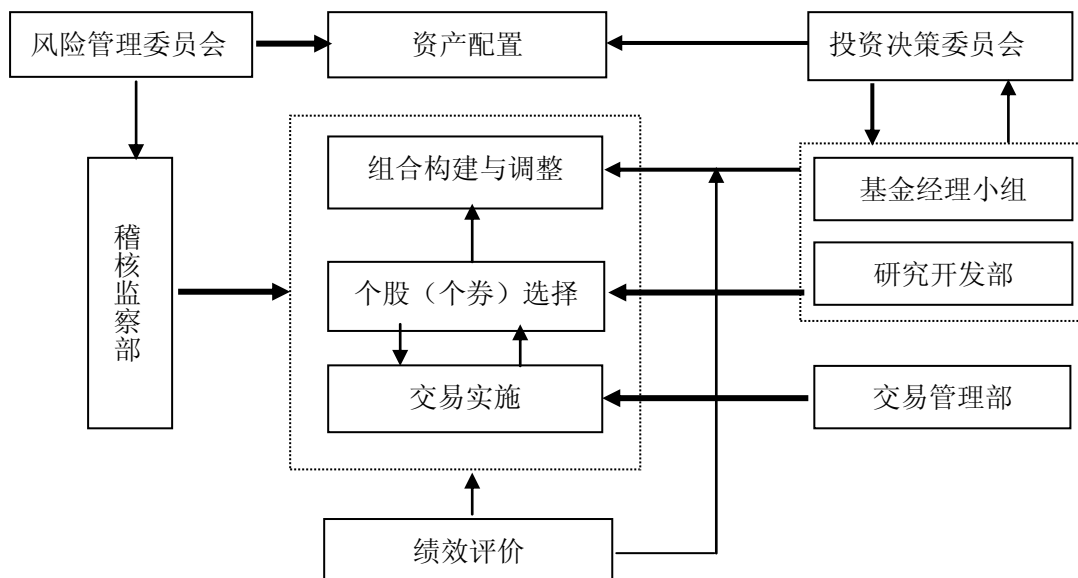 风险管理委员会
资产配置
投资决策委员会
组合构建与调整
基金经理小组
稽核监察部
个股（个券）选择
研究开发部
交易实施
交易管理部
绩效评价